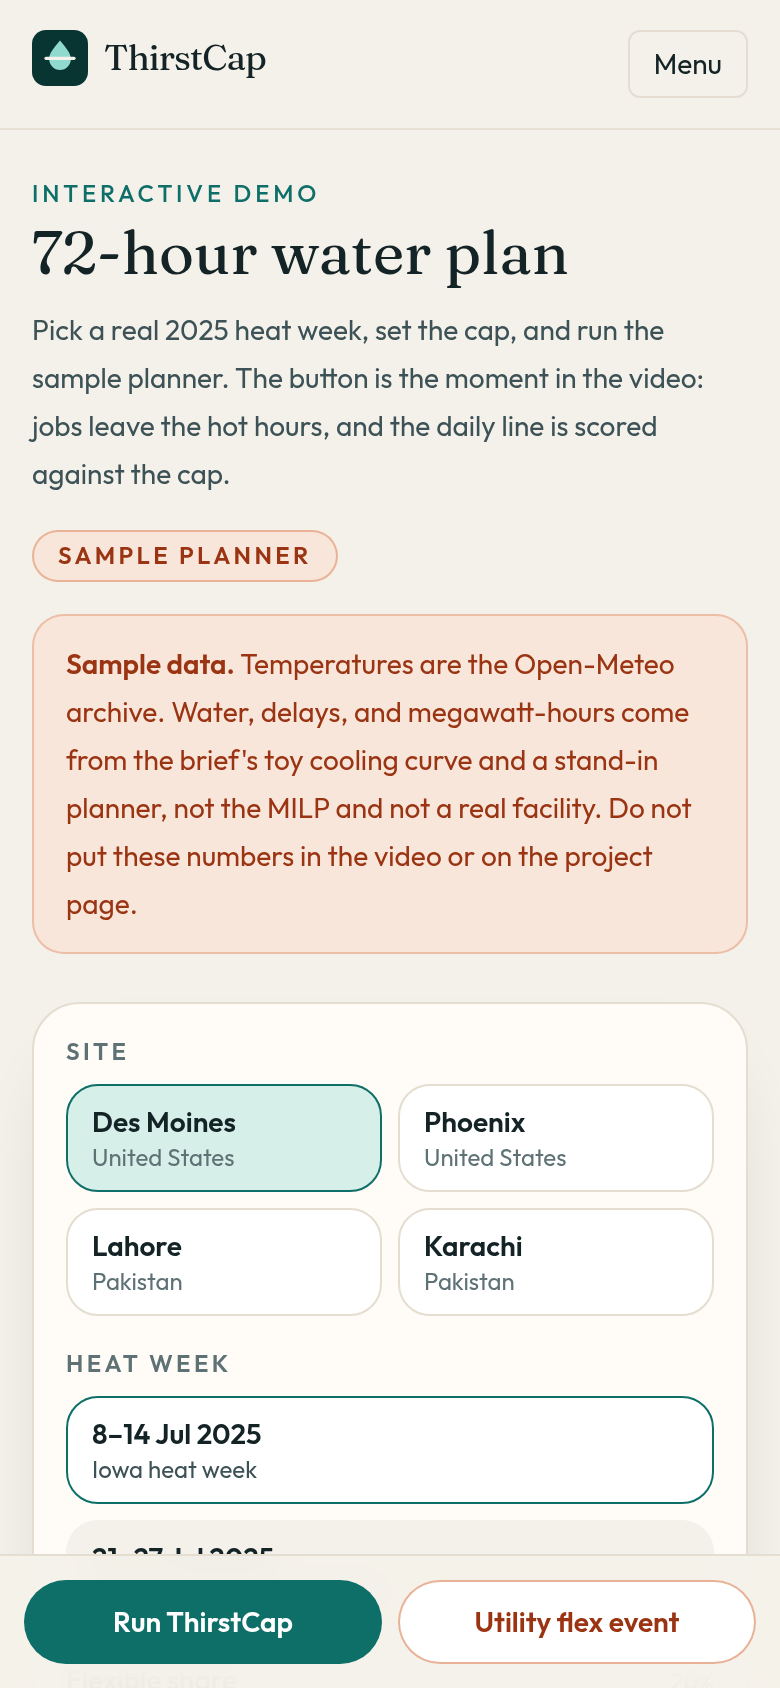 ThirstCap
Menu
INTERACTIVE DEMO
72-hour water plan
Pick a real 2025 heat week, set the cap, and run the
sample planner. The button is the moment in the video:
jobs leave the hot hours, and the daily line is scored
against the cap.
SAMPLE PLANNER
Sample data. Temperatures are the Open-Meteo
archive. Water, delays, and megawatt-hours come
from the brief's toy cooling curve and a stand-in
planner, not the MILP and not a real facility. Do not
put these numbers in the video or on the project
page.
SITE
Des Moines
United States
Phoenix
United States
Lahore
Pakistan
Karachi
Pakistan
HEAT WEEK
8–14 Jul 2025
Iowa heat week
21–27 Jul 2025
Run ThirstCap
Utility flex event
Flexible share